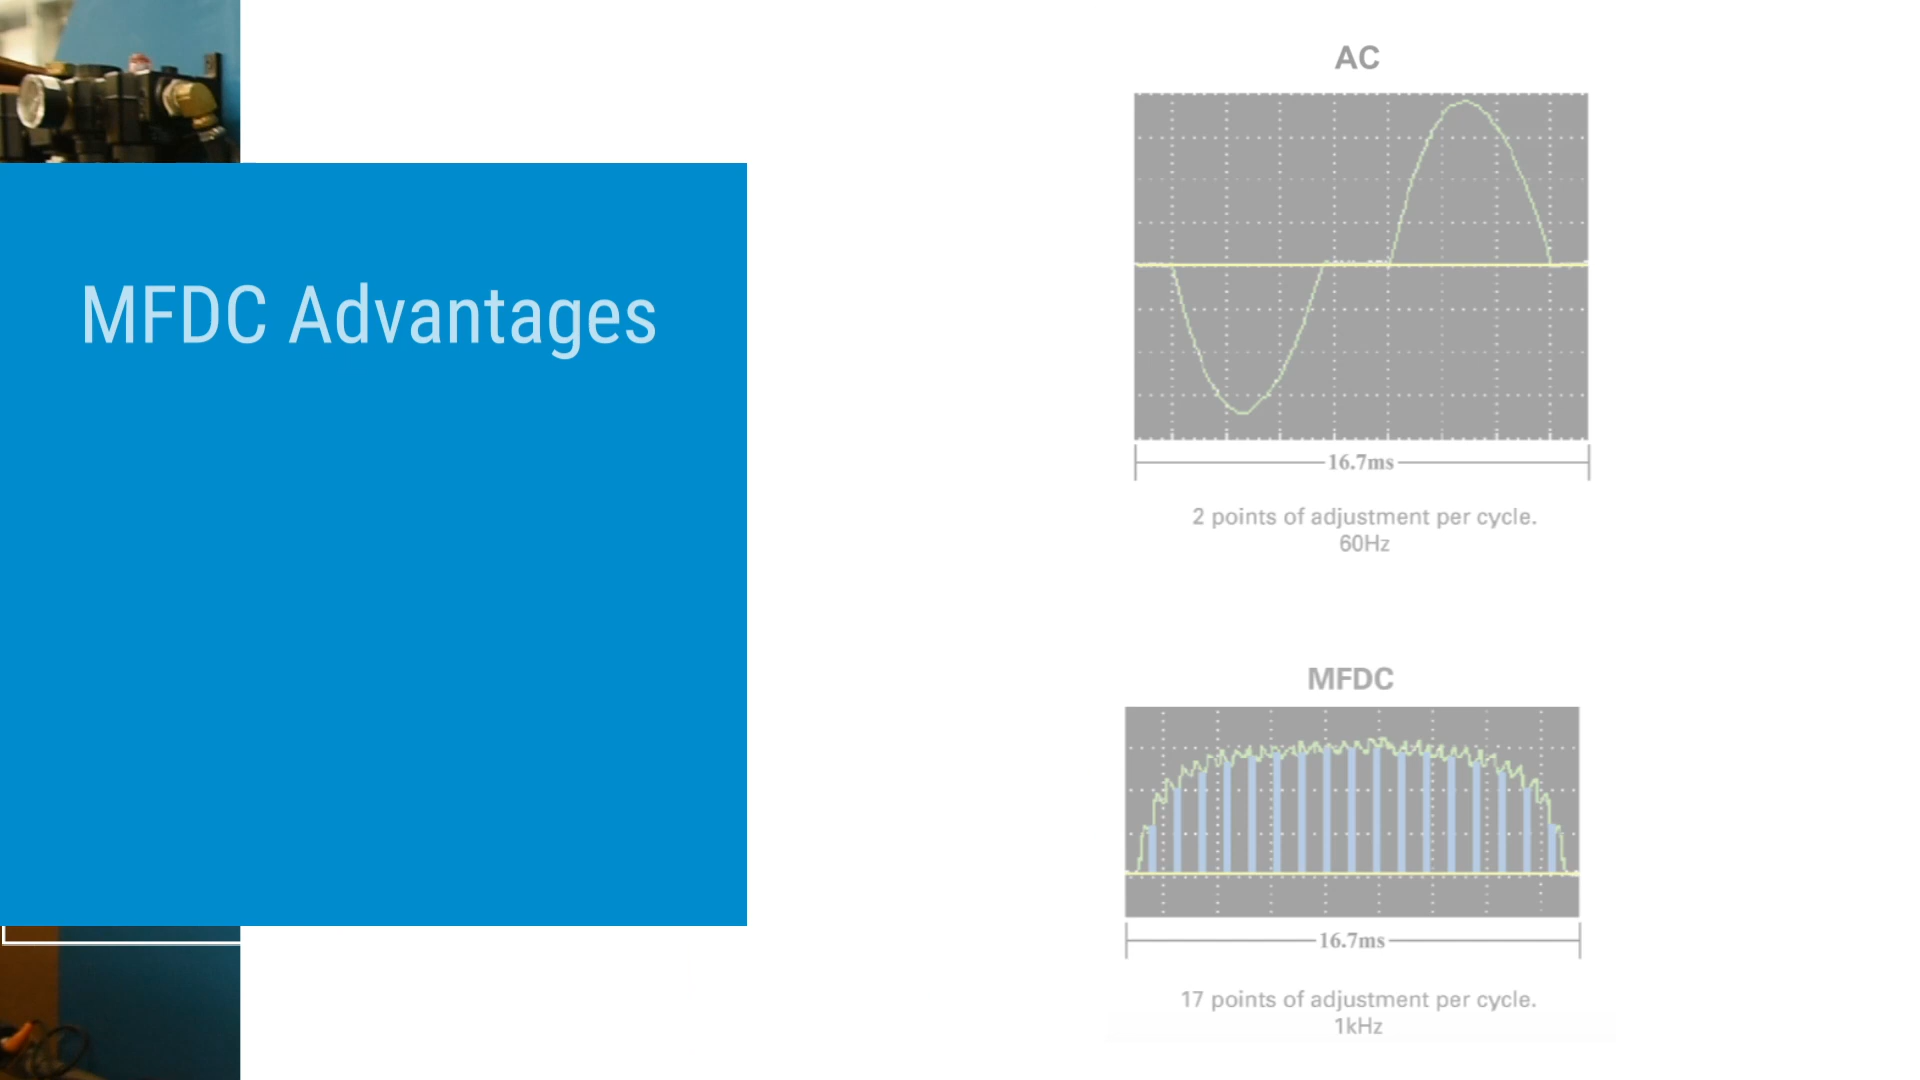 MFDC Advantages
AC
16.7ms
2 points of adjustment per cycle.
60Hz
MFDC
16.7ms
17 points of adjustment per cycle.
1kHz